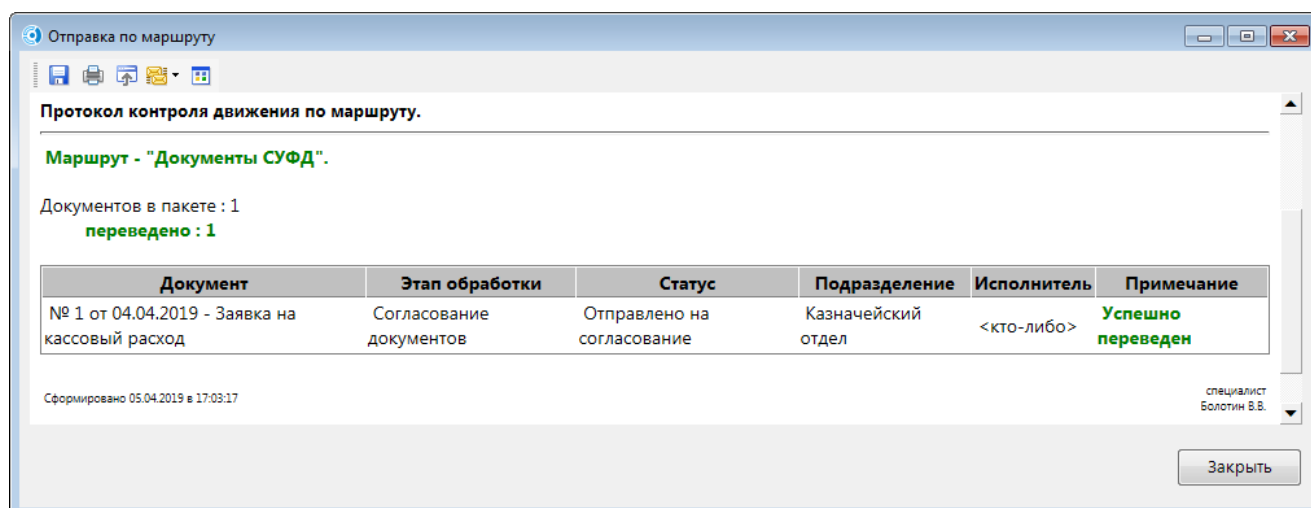 Отправка по маршруту
Протокол контроля движения по маршруту.
Маршрут - "Документы СУФД".
Документов в пакете : 1
переведено : 1
Документ Этап обработки Статус Подразделение Исполнитель Примечание
№ 1 от 04.04.2019 - Заявка на Согласование Отправлено на Казначейский <кто-либо> Успешно
кассовый расход документов согласование отдел переведен
Сформировано 05.04.2019 в 17:03:17
специалист
Болотин В.В.
Закрыть